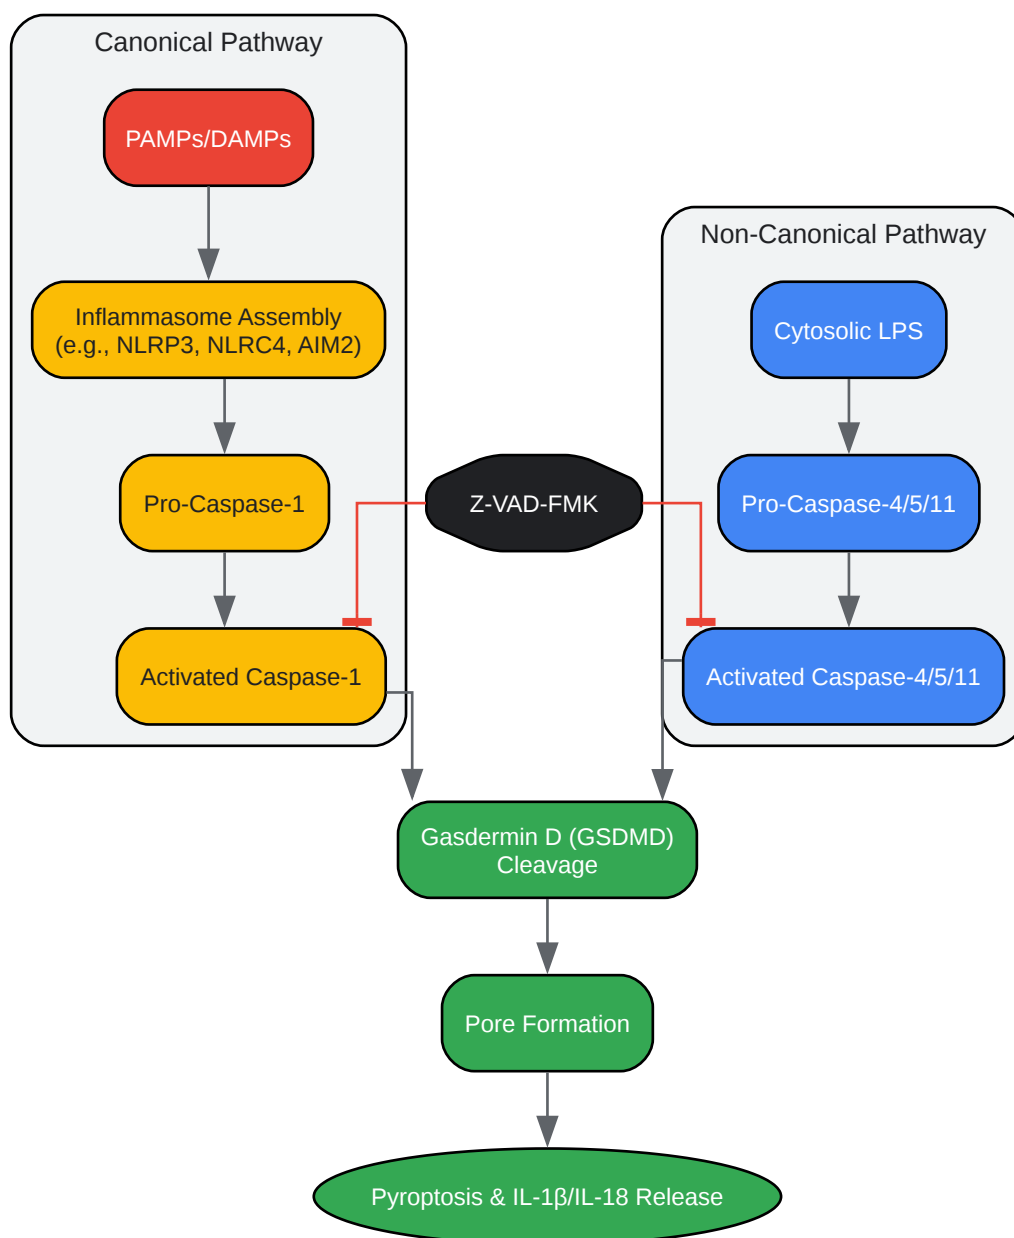 Canonical Pathway
PAMPs/DAMPs
Inflammasome Assembly
(e.g., NLRP3, NLRC4, AIM2)
Pro-Caspase-1
Activated Caspase-1
Z-VAD-FMK
Non-Canonical Pathway
Cytosolic LPS
Pro-Caspase-4/5/11
Activated Caspase-4/5/11
Gasdermin D (GSDMD)
Cleavage
Pore Formation
Pyroptosis & IL-1β/IL-18 Release